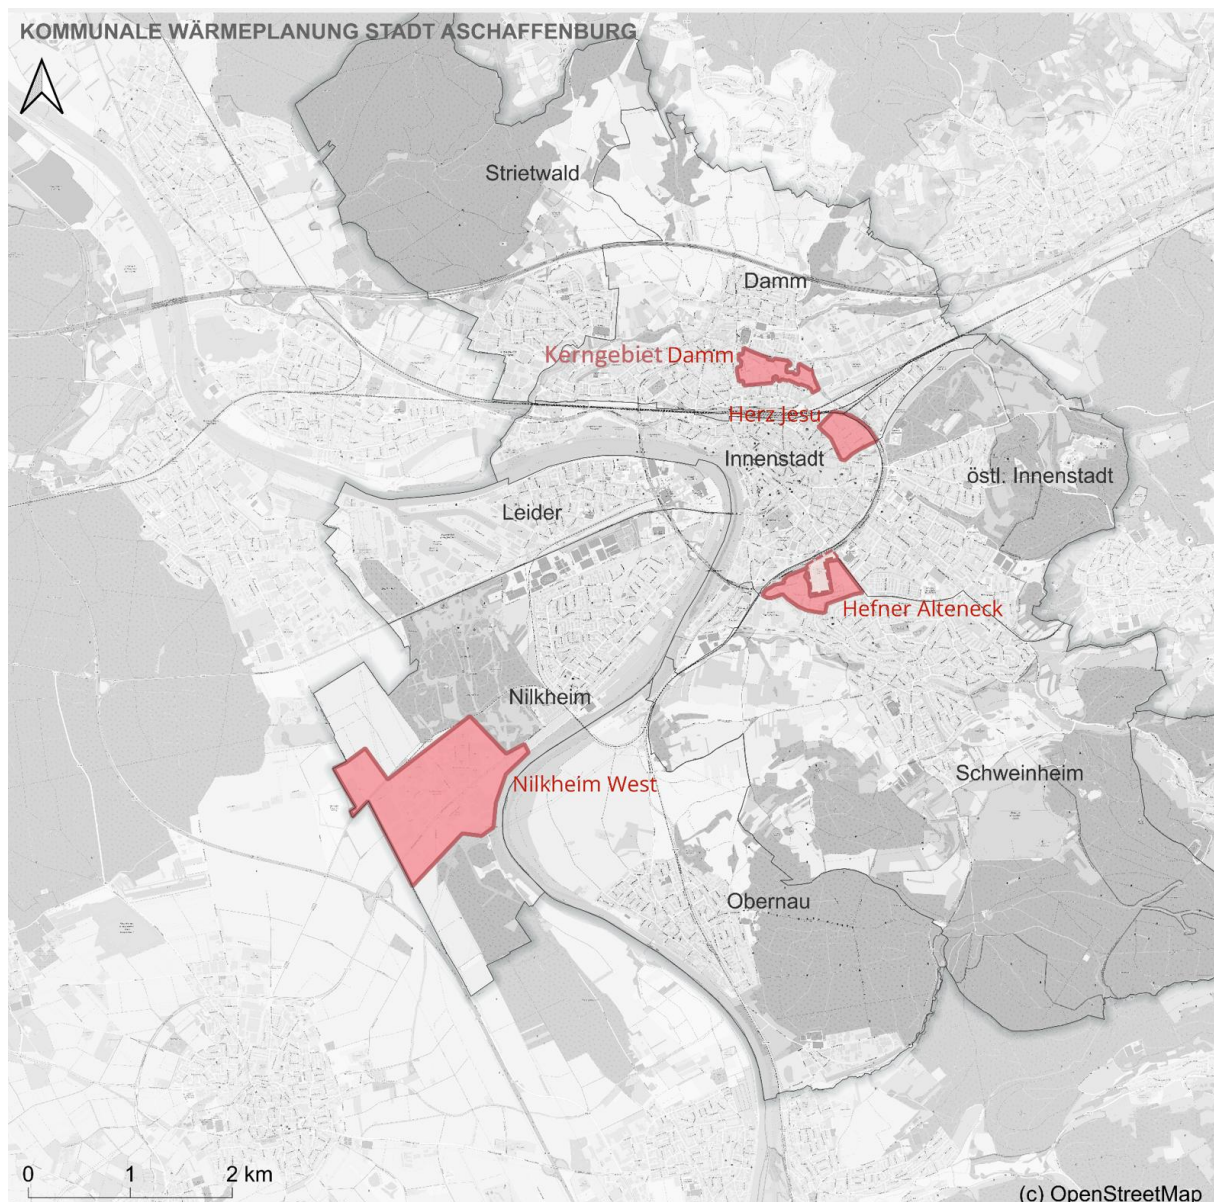 KOMMUNALE WÄRMEPLANUNG STADT ASCHAFFENBURG
Strietwald
Damm
Kerngebiet Damm
Herz Jesu
Innenstadt
östl. Innenstadt
Leider
Hefner Alteneck
Nilkheim
Nilkheim West
Schweinheim
Obernau
0 1 2 km
(c) OpenStreetMap